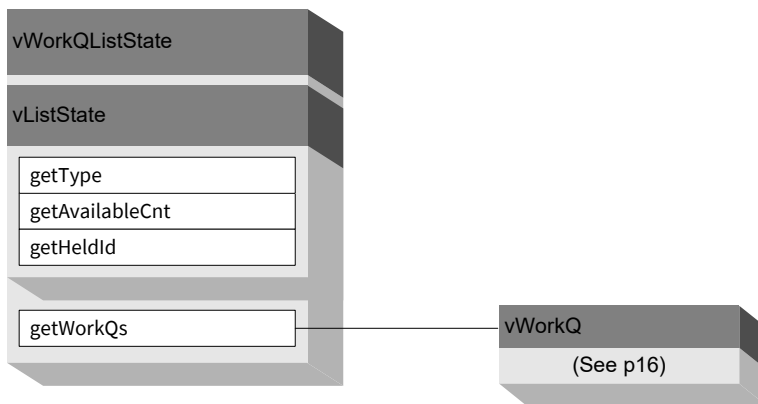 vWorkQListState
vListState
getType
getAvailableCnt
getHeldId
getWorkQs
vWorkQ
(See p16)